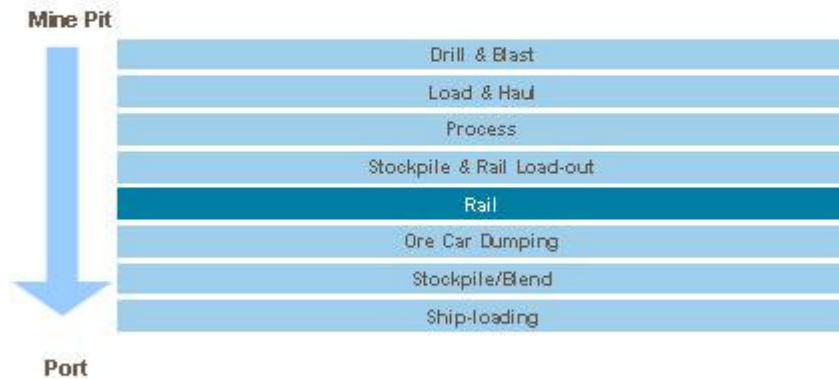 Mine Pit
Drill & Blast
Load & Haul
Process
Stockpile & Rail Load-out
Rail
Ore Car Dumping
Stockpile/Blend
Ship-loading
Port